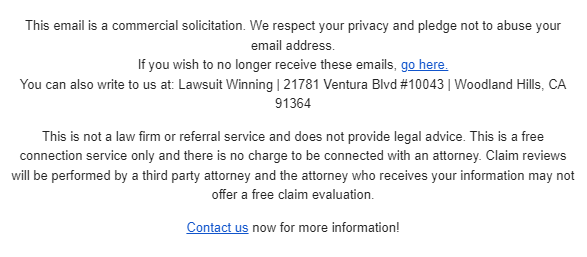 This email is a commercial solicitation. We respect your privacy and pledge not to abuse your
email address.
If you wish to no longer receive these emails, go here.
You can also write to us at: Lawsuit Winning | 21781 Ventura Blvd #10043 | Woodland Hills, CA
91364
This is not a law firm or referral service and does not provide legal advice. This is a free
connection service only and there is no charge to be connected with an attorney. Claim reviews
will be performed by a third party attorney and the attorney who receives your information may not
offer a free claim evaluation.
Contact us now for more information!